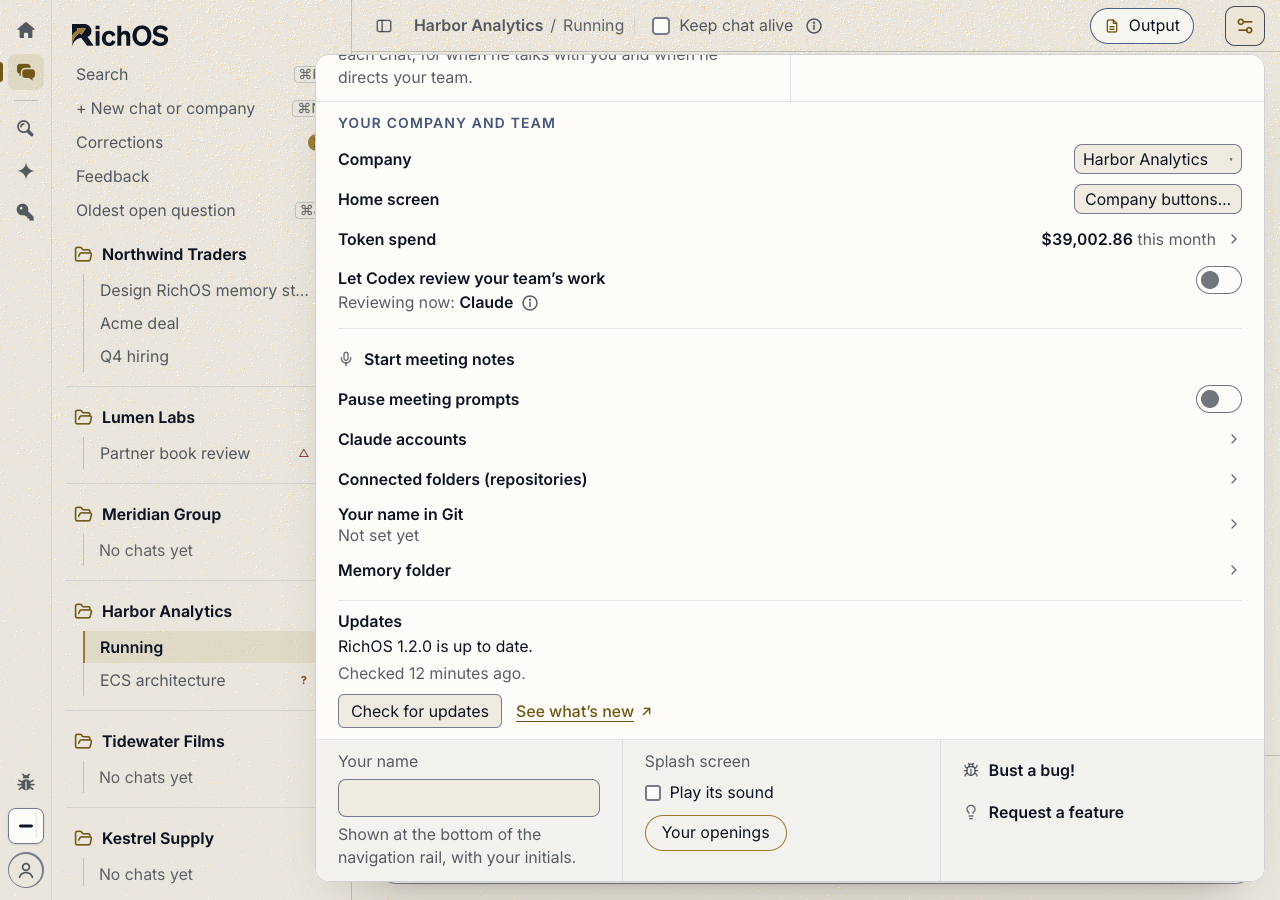 RichOS
Search
+ New chat or company
Corrections
Feedback
Oldest open question
Northwind Traders
Design RichOS memory st...
Acme deal
Q4 hiring
Lumen Labs
Partner book review
Meridian Group
No chats yet
Harbor Analytics
Running
ECS architecture ?
Tidewater Films
No chats yet
Kestrel Supply
No chats yet
Harbor Analytics / Running
Keep chat alive
Output
each chat, for when he talks with you and when he
directs your team.
YOUR COMPANY AND TEAM
Company Harbor Analytics
Home screen Company buttons...
Token spend $39,002.86 this month
Let Codex review your team’s work
Reviewing now: Claude
Start meeting notes
Pause meeting prompts
Claude accounts
Connected folders (repositories)
Your name in Git
Not set yet
Memory folder
Updates
RichOS 1.2.0 is up to date.
Checked 12 minutes ago.
Check for updates See what’s new ↗
Your name
Shown at the bottom of the
navigation rail, with your initials.
Splash screen
Play its sound
Your openings
Bust a bug!
Request a feature